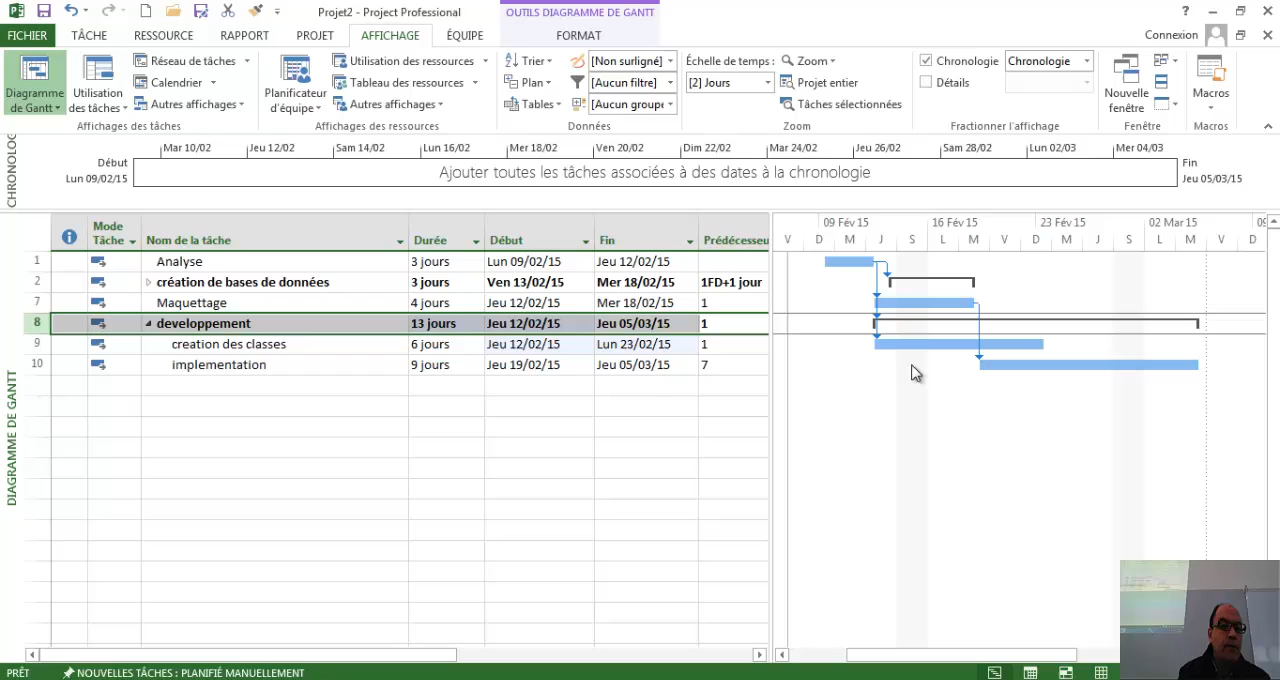 Projet2 - Project Professional
OUTILS DIAGRAMME DE GANTT
?
FICHIER TÂCHE RESSOURCE RAPPORT PROJET AFFICHAGE ÉQUIPE FORMAT Connexion
Diagramme de Gantt
Utilisation des tâches
Réseau de tâches
Calendrier
Autres affichages
Affichages des tâches
Planificateur d'équipe
Utilisation des ressources
Tableau des ressources
Autres affichages
Affichages des ressources
Trier
Plan
Tables
[Non surligné]
[Aucun filtre]
[Aucun groupe
Données
Échelle de temps :
[2] Jours
Zoom
Projet entier
Tâches sélectionnées
Zoom
Chronologie Chronologie
Détails
Fractionner l'affichage
Nouvelle fenêtre
Fenêtre
Macros
Macros
CHRONOLOG
Mar 10/02 Jeu 12/02 Sam 14/02 Lun 16/02 Mer 18/02 Ven 20/02 Dim 22/02 Mar 24/02 Jeu 26/02 Sam 28/02 Lun 02/03 Mer 04/03
Début
Lun 09/02/15
Ajouter toutes les tâches associées à des dates à la chronologie
Fin
Jeu 05/03/15
DIAGRAMME DE GANTT
Mode Tâche Nom de la tâche Durée Début Fin Prédécesseu
1 Analyse 3 jours Lun 09/02/15 Jeu 12/02/15
2 création de bases de données 3 jours Ven 13/02/15 Mer 18/02/15 1FD+1 jour
7 Maquettage 4 jours Jeu 12/02/15 Mer 18/02/15 1
8 developpement 13 jours Jeu 12/02/15 Jeu 05/03/15 1
9 creation des classes 6 jours Jeu 12/02/15 Lun 23/02/15 1
10 implementation 9 jours Jeu 19/02/15 Jeu 05/03/15 7
09 Fév 15 16 Fév 15 23 Fév 15 02 Mar 15 09
V D M J S L M V D M J S L M V D
PRÊT NOUVELLES TÂCHES : PLANIFIÉ MANUELLEMENT